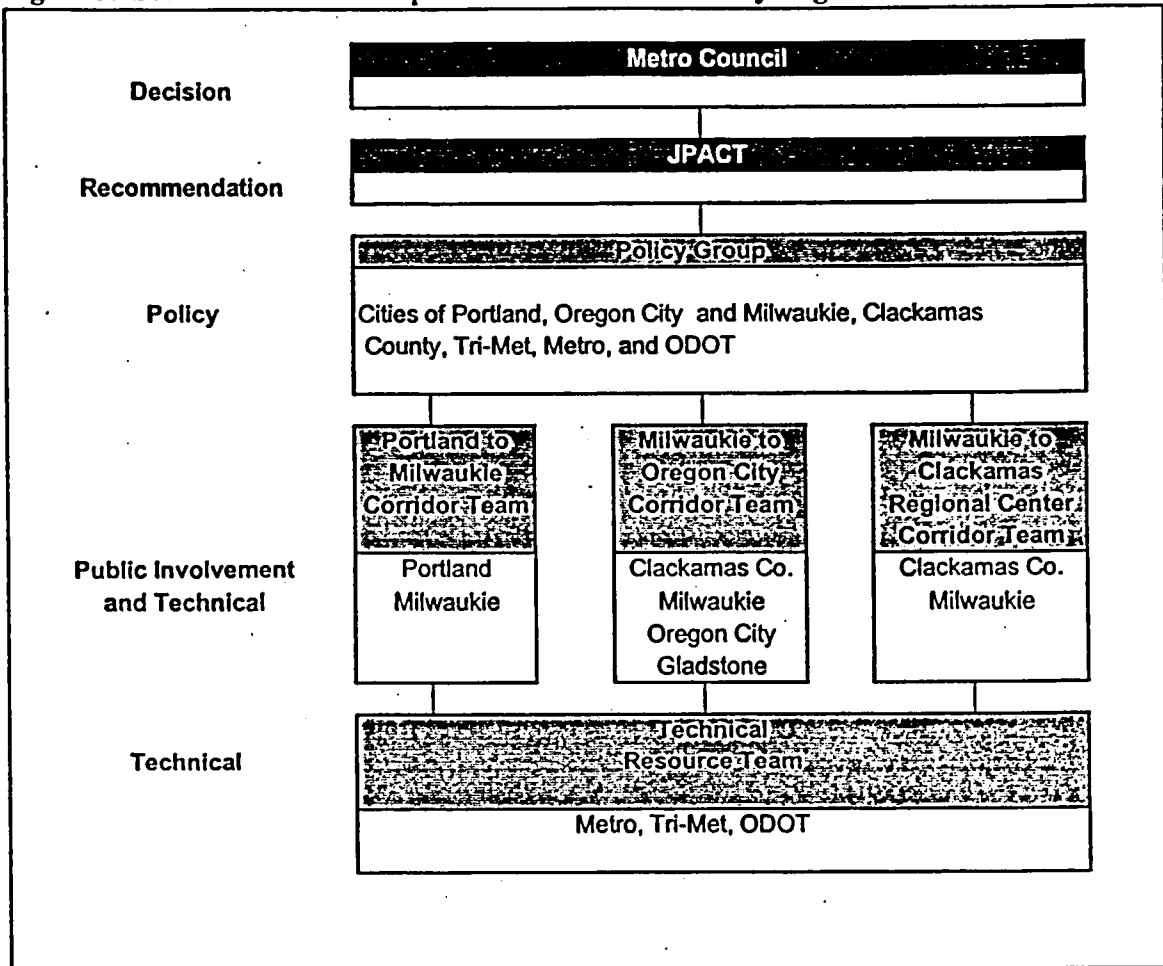 Metro Council
Decision
JPACT
Recommendation
Policy Group
Policy
Cities of Portland, Oregon City and Milwaukie, Clackamas
County, Tri-Met, Metro, and ODOT
Portland to
Milwaukie
Corridor Team
Milwaukie to
Oregon City
Corridor Team
Milwaukie to
Clackamas
Regional Center
Corridor Team
Public Involvement
and Technical
Portland
Milwaukie
Clackamas Co.
Milwaukie
Oregon City
Gladstone
Clackamas Co.
Milwaukie
Technical
Resource Team
Technical
Metro, Tri-Met, ODOT